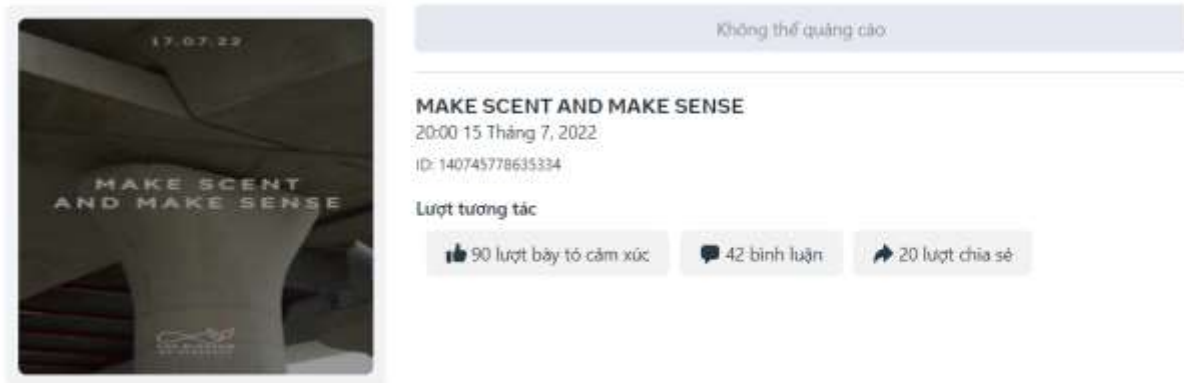 17.07.22
MAKE SCENT
AND MAKE SENSE
Không thể quảng cáo
MAKE SCENT AND MAKE SENSE
20:00 15 Tháng 7, 2022
ID: 140745778635334
Lượt tương tác
90 lượt bày tỏ cảm xúc
42 bình luận
20 lượt chia sẻ